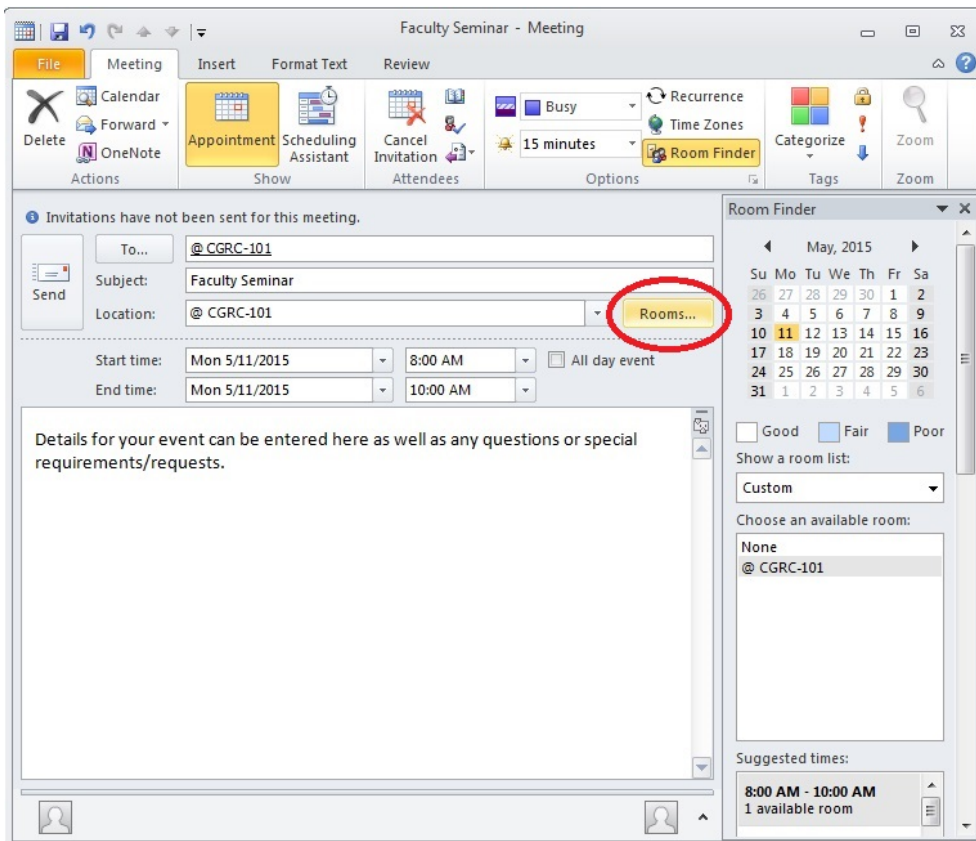 Faculty Seminar - Meeting
File Meeting Insert Format Text Review
Delete
Calendar
Forward
OneNote
Actions
Appointment
Scheduling
Assistant
Show
Cancel
Invitation
Attendees
Busy
15 minutes
Recurrence
Time Zones
Room Finder
Options
Categorize
Tags
Zoom
Zoom
Invitations have not been sent for this meeting.
Send
To... @ CGRC-101
Subject: Faculty Seminar
Location: @ CGRC-101 Rooms...
Start time: Mon 5/11/2015 8:00 AM All day event
End time: Mon 5/11/2015 10:00 AM
Details for your event can be entered here as well as any questions or special
requirements/requests.
Room Finder
May, 2015
Su Mo Tu We Th Fr Sa
26 27 28 29 30 1 2
3 4 5 6 7 8 9
10 11 12 13 14 15 16
17 18 19 20 21 22 23
24 25 26 27 28 29 30
31 1 2 3 4 5 6
Good Fair Poor
Show a room list:
Custom
Choose an available room:
None
@ CGRC-101
Suggested times:
8:00 AM - 10:00 AM
1 available room